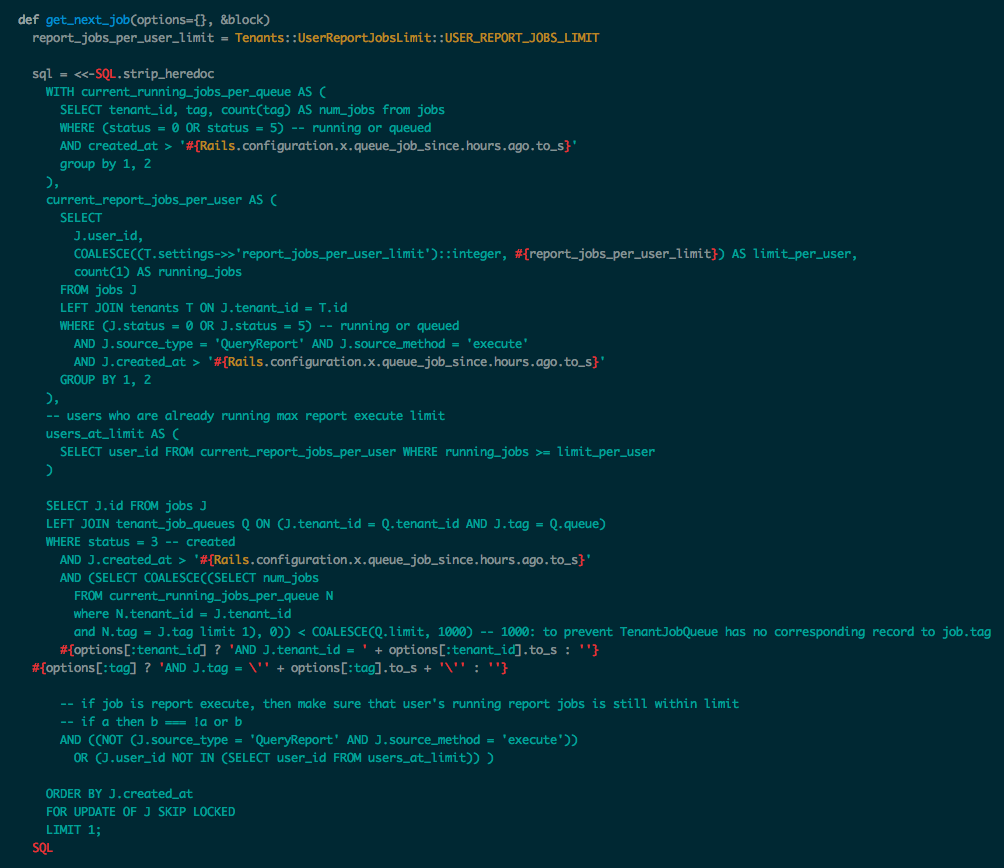 def get_next_job(options={}, &block)
  report_jobs_per_user_limit = Tenants::UserReportJobsLimit::USER_REPORT_JOBS_LIMIT

  sql = <<-SQL.strip_heredoc
    WITH current_running_jobs_per_queue AS (
      SELECT tenant_id, tag, count(tag) AS num_jobs from jobs
      WHERE (status = 0 OR status = 5) -- running or queued
      AND created_at > '#{Rails.configuration.x.queue_job_since.hours.ago.to_s}'
      group by 1, 2
    ),
    current_report_jobs_per_user AS (
      SELECT
        J.user_id,
        COALESCE((T.settings->>'report_jobs_per_user_limit')::integer, #{report_jobs_per_user_limit}) AS limit_per_user,
        count(1) AS running_jobs
      FROM jobs J
      LEFT JOIN tenants T ON J.tenant_id = T.id
      WHERE (J.status = 0 OR J.status = 5) -- running or queued
        AND J.source_type = 'QueryReport' AND J.source_method = 'execute'
        AND J.created_at > '#{Rails.configuration.x.queue_job_since.hours.ago.to_s}'
      GROUP BY 1, 2
    ),
    -- users who are already running max report execute limit
    users_at_limit AS (
      SELECT user_id FROM current_report_jobs_per_user WHERE running_jobs >= limit_per_user
    )

    SELECT J.id FROM jobs J
    LEFT JOIN tenant_job_queues Q ON (J.tenant_id = Q.tenant_id AND J.tag = Q.queue)
    WHERE status = 3 -- created
      AND J.created_at > '#{Rails.configuration.x.queue_job_since.hours.ago.to_s}'
      AND (SELECT COALESCE((SELECT num_jobs
        FROM current_running_jobs_per_queue N
        where N.tenant_id = J.tenant_id
        and N.tag = J.tag limit 1), 0)) < COALESCE(Q.limit, 1000) -- 1000: to prevent TenantJobQueue has no corresponding record to job.tag
      #{options[:tenant_id] ? 'AND J.tenant_id = ' + options[:tenant_id].to_s : ''}
  #{options[:tag] ? 'AND J.tag = \'' + options[:tag].to_s + '\'' : ''}

      -- if job is report execute, then make sure that user's running report jobs is still within limit
      -- if a then b === !a or b
      AND ((NOT (J.source_type = 'QueryReport' AND J.source_method = 'execute'))
        OR (J.user_id NOT IN (SELECT user_id FROM users_at_limit)) )

    ORDER BY J.created_at
    FOR UPDATE OF J SKIP LOCKED
    LIMIT 1;
  SQL